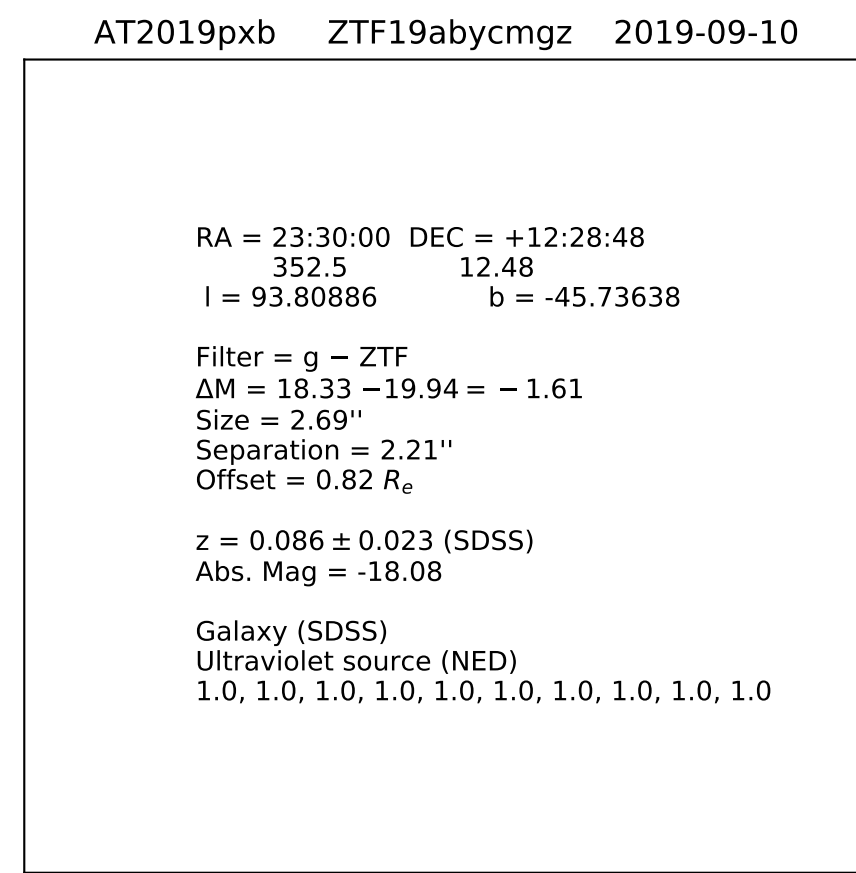 AT2019pxb ZTF19abycmgz 2019-09-10
RA = 23:30:00 DEC = +12:28:48
352.5 12.48
l = 93.80886 b = -45.73638
Filter = g − ZTF
ΔM = 18.33 −19.94 = − 1.61
Size = 2.69''
Separation = 2.21''
Offset = 0.82 Rₑ
z = 0.086 ± 0.023 (SDSS)
Abs. Mag = -18.08
Galaxy (SDSS)
Ultraviolet source (NED)
1.0, 1.0, 1.0, 1.0, 1.0, 1.0, 1.0, 1.0, 1.0, 1.0